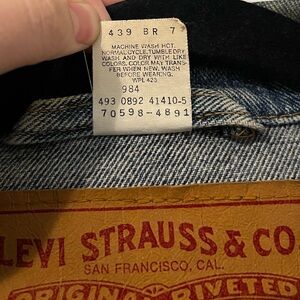 439 BR 7
MACHINE WASH HOT,
NORMAL CYCLE, TUMBLE DRY
WASH AND DRY WITH LIKE
COLORS. COLOR MAY TRANS-
FER WHEN NEW. WASH
BEFORE WEARING.
WPL 423
984
493 0892 41410-5
70598-4891
LEVI STRAUSS & CO
SAN FRANCISCO, CAL.
ORIGINAL RIVETED